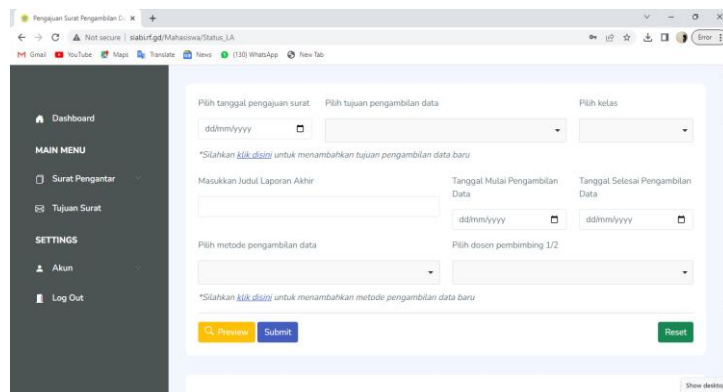 Pengajuan Surat Pengambilan D
Not secure | siabi.rf.gd/Mahasiswa/Status_LA
Error
Gmail YouTube Maps Translate News (130) WhatsApp New Tab
Dashboard
MAIN MENU
Surat Pengantar
Tujuan Surat
SETTINGS
Akun
Log Out
Pilih tanggal pengajuan surat Pilih tujuan pengambilan data Pilih kelas
dd/mm/yyyy
*Silahkan klik disini untuk menambahkan tujuan pengambilan data baru
Masukkan Judul Laporan Akhir Tanggal Mulai Pengambilan Data Tanggal Selesai Pengambilan Data
dd/mm/yyyy dd/mm/yyyy
Pilih metode pengambilan data Pilih dosen pembimbing 1/2
*Silahkan klik disini untuk menambahkan metode pengambilan data baru
Preview Submit Reset
Show deskto